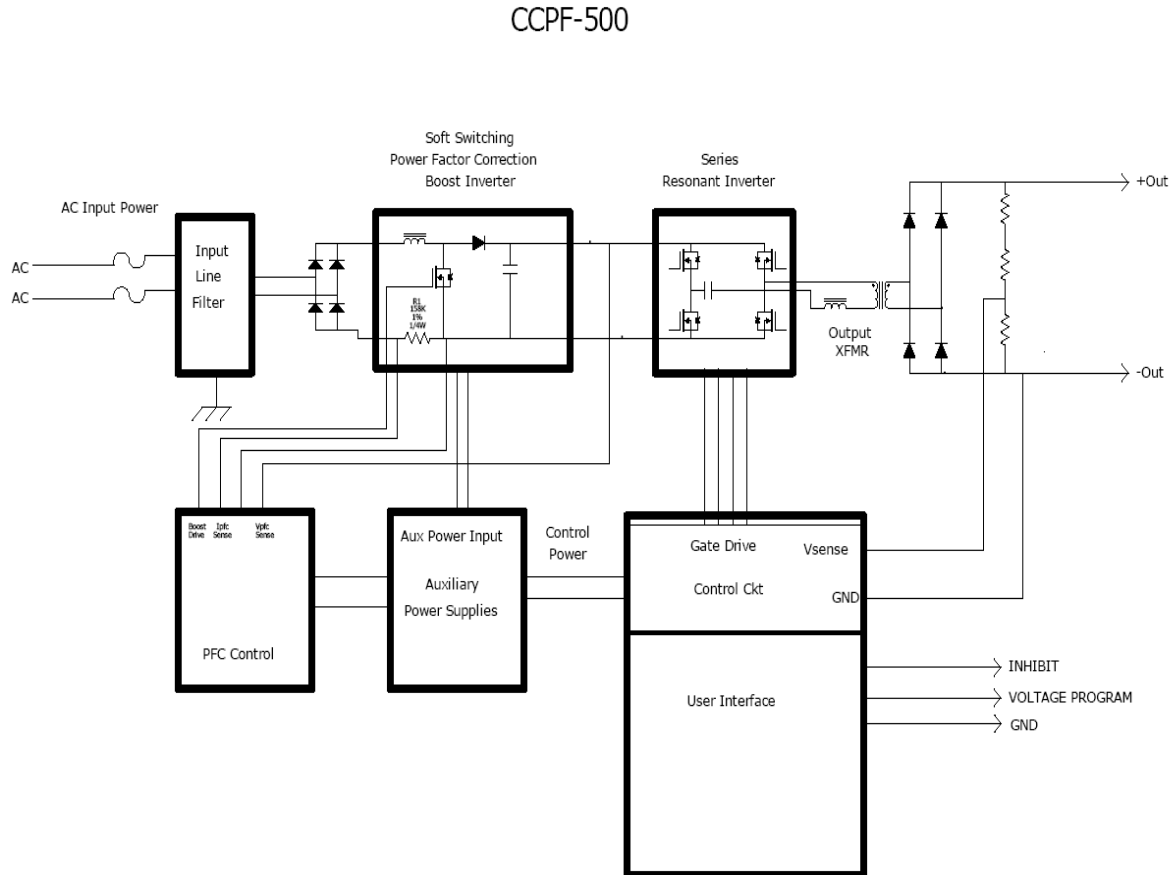 CCPF-500
Soft Switching
Power Factor Correction
Boost Inverter
Series
Resonant Inverter
AC Input Power
+Out
Input
Line
Filter
AC
AC
R1
158K
1%
1/4W
Output
XFMR
-Out
Boost
Drive
Ipfc
Sense
Vpfc
Sense
PFC Control
Aux Power Input
Auxiliary
Power Supplies
Control
Power
Gate Drive
Control Ckt
Vsense
GND
User Interface
INHIBIT
VOLTAGE PROGRAM
GND